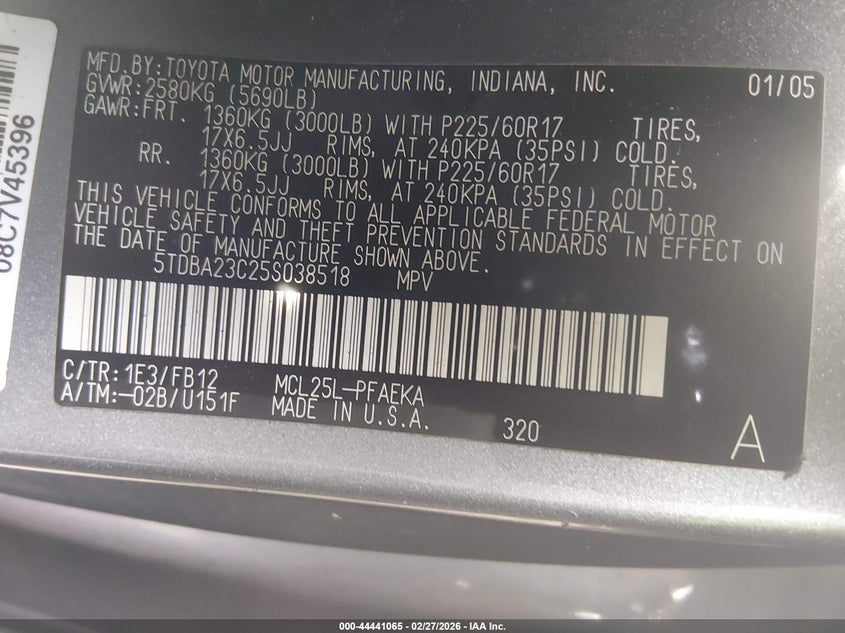 MFD.BY:TOYOTA MOTOR MANUFACTURING, INDIANA, INC. 01/05
GVWR:2580KG (5690LB)
GAWR:FRT. 1360KG (3000LB) WITH P225/60R17 TIRES,
17X6.5JJ RIMS, AT 240KPA (35PSI) COLD.
RR. 1360KG (3000LB) WITH P225/60R17 TIRES,
17X6.5JJ RIMS, AT 240KPA (35PSI) COLD.
THIS VEHICLE CONFORMS TO ALL APPLICABLE FEDERAL MOTOR
VEHICLE SAFETY AND THEFT PREVENTION STANDARDS IN EFFECT ON
THE DATE OF MANUFACTURE SHOWN ABOVE.
5TDBA23C25S038518 MPV
C/TR:1E3/FB12 MCL25L-PFAEKA
A/TM:-02B/U151F MADE IN U.S.A. 320 A
08C7V45396
000-44441065 - 02/27/2026 - IAA Inc.